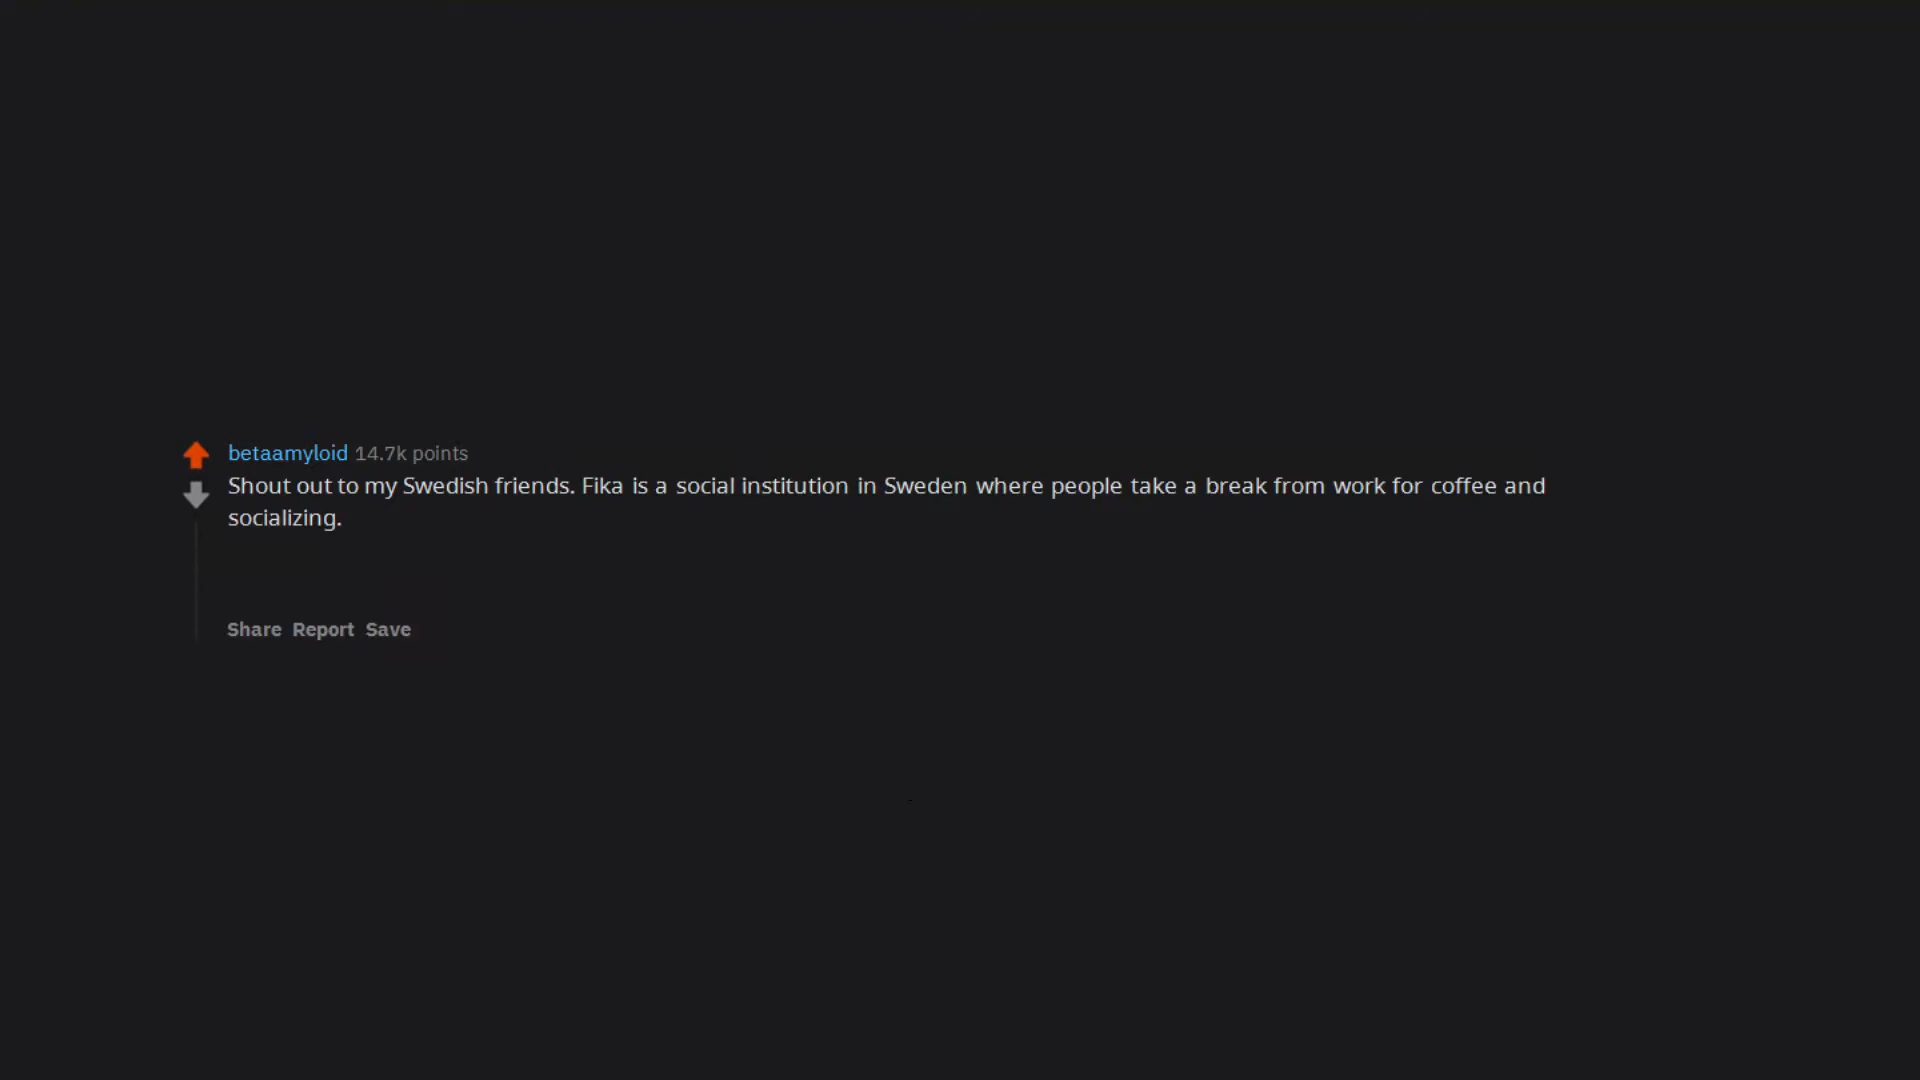 betaamyloid 14.7k points
Shout out to my Swedish friends. Fika is a social institution in Sweden where people take a break from work for coffee and
socializing.
Share Report Save